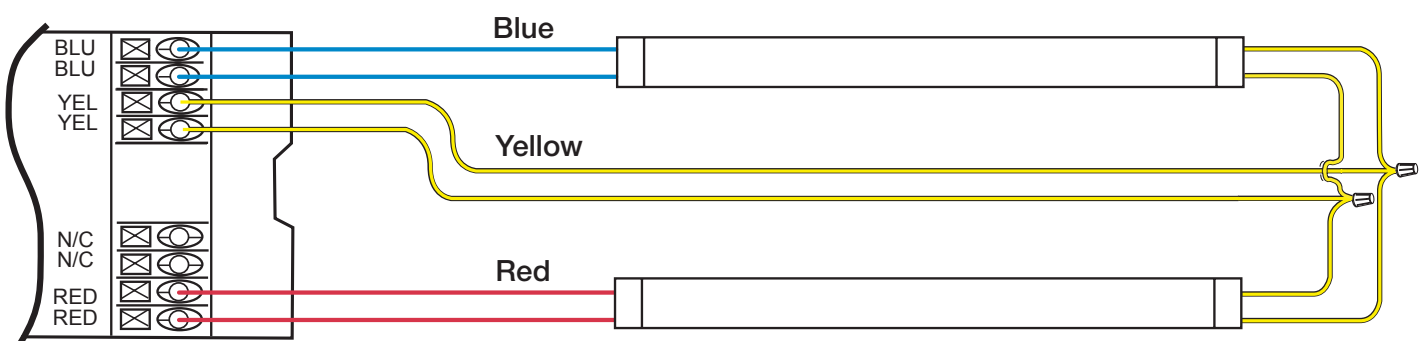 Blue
BLU
BLU
YEL
YEL
Yellow
N/C
N/C
Red
RED
RED